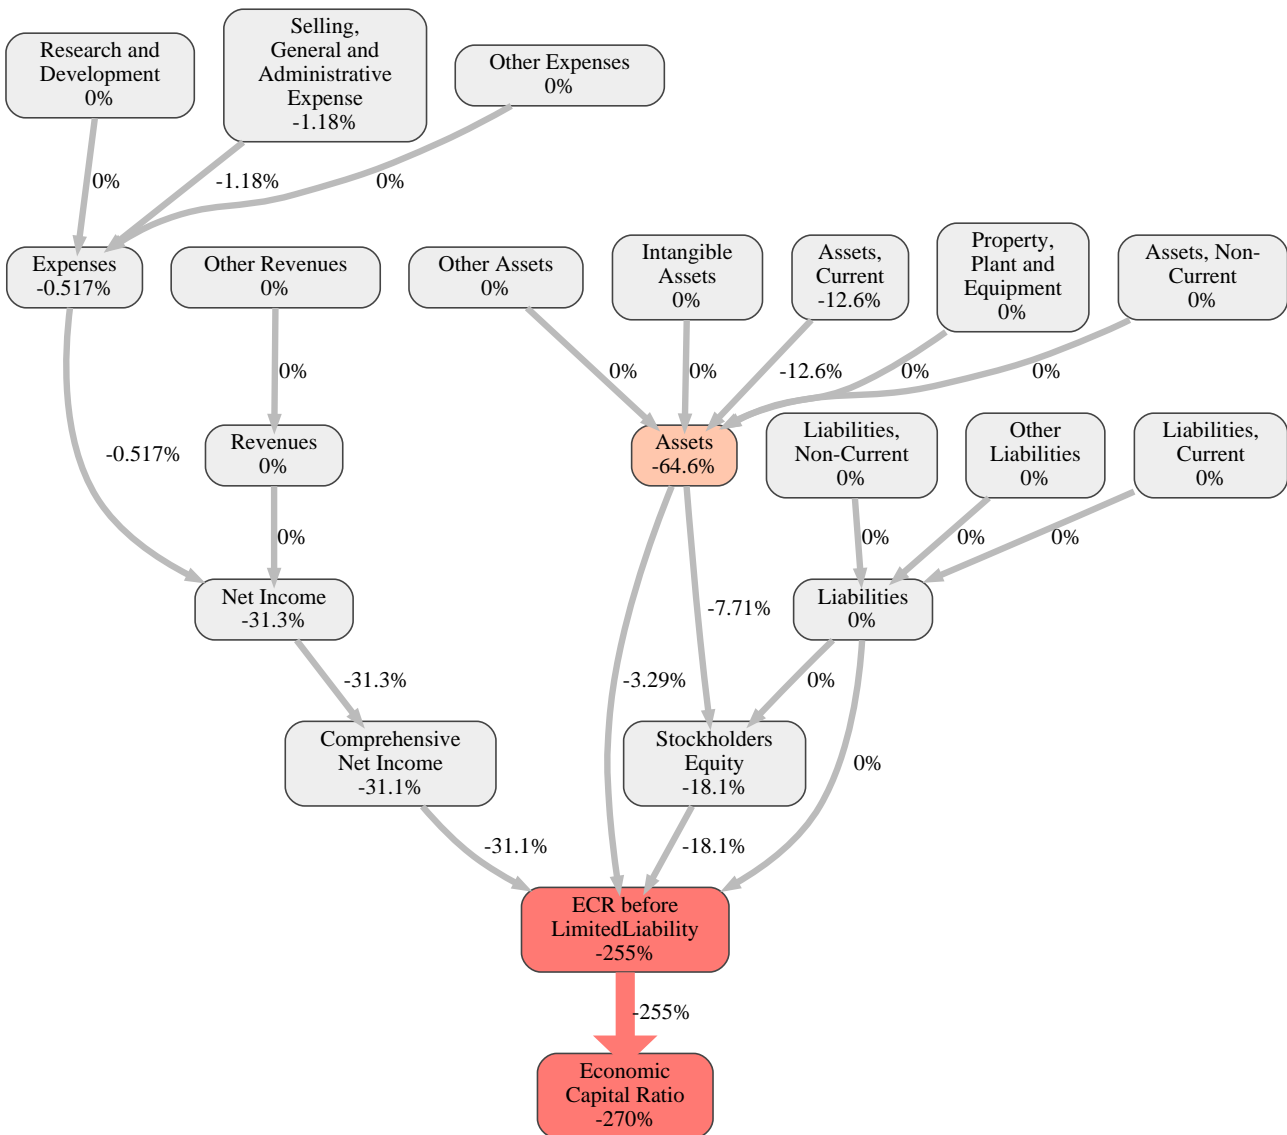 Research and
Development
0%
Selling,
General and
Administrative
Expense
-1.18%
Other Expenses
0%
0%
-1.18%
0%
Expenses
-0.517%
Other Revenues
0%
Other Assets
0%
Intangible
Assets
0%
Assets,
Current
-12.6%
Property,
Plant and
Equipment
0%
Assets, Non-
Current
0%
0%
0%
0%
-12.6%
0%
0%
-0.517%
Revenues
0%
Assets
-64.6%
Liabilities,
Non-Current
0%
Other
Liabilities
0%
Liabilities,
Current
0%
0%
0%
0%
0%
Net Income
-31.3%
-7.71%
Liabilities
0%
-31.3%
-3.29%
0%
Comprehensive
Net Income
-31.1%
Stockholders
Equity
-18.1%
0%
-31.1%
-18.1%
ECR before
LimitedLiability
-255%
-255%
Economic
Capital Ratio
-270%